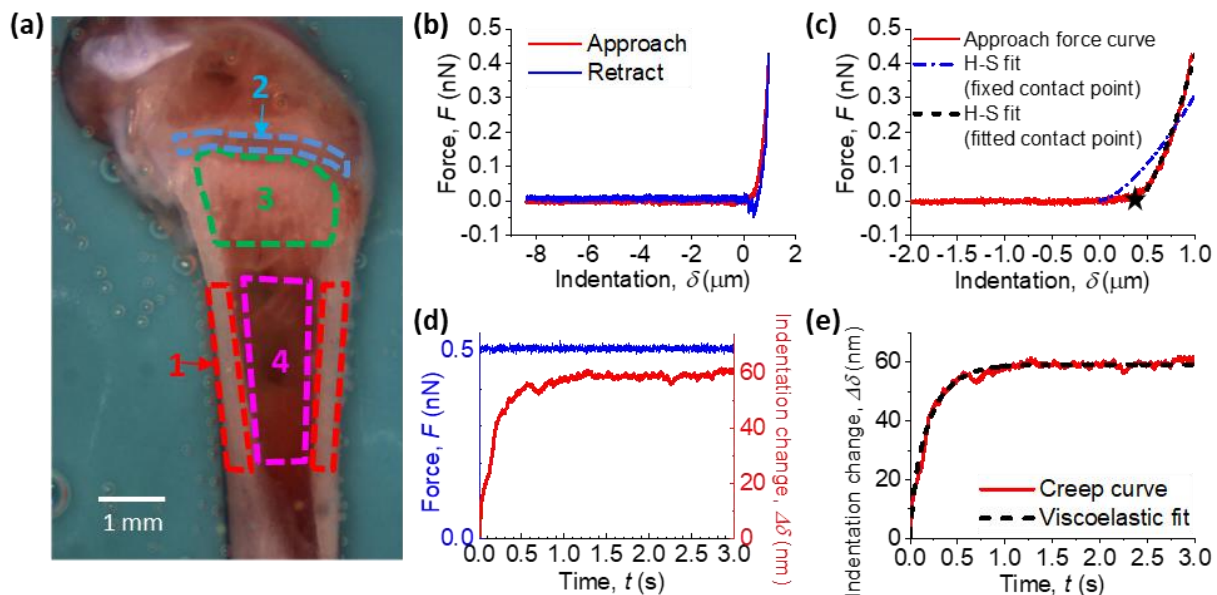 (a)
2
3
1
4
1 mm
(b)
0.5
0.4
0.3
0.2
0.1
0.0
-0.1
Force, F (nN)
Approach
Retract
-8
-6
-4
-2
0
2
Indentation, δ (μm)
(c)
0.5
0.4
0.3
0.2
0.1
0.0
-0.1
Force, F (nN)
Approach force curve
H-S fit
(fixed contact point)
H-S fit
(fitted contact point)
-2.0
-1.5
-1.0
-0.5
0.0
0.5
1.0
Indentation, δ (μm)
(d)
0.5
0.0
Force, F (nN)
60
40
20
0
Indentation change, Δδ (nm)
0.0
0.5
1.0
1.5
2.0
2.5
3.0
Time, t (s)
(e)
80
60
40
20
0
Indentation change, Δδ (nm)
Creep curve
Viscoelastic fit
0.0
0.5
1.0
1.5
2.0
2.5
3.0
Time, t (s)